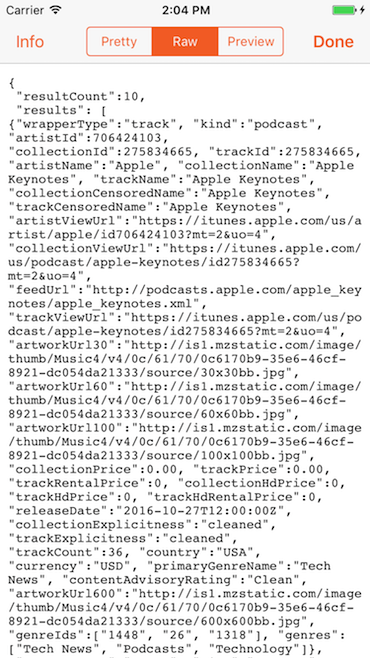 Carrier 2:04 PM
Info Pretty Raw Preview Done
{
"resultCount":10,
"results": [
{"wrapperType":"track", "kind":"podcast",
"artistId":706424103,
"collectionId":275834665, "trackId":275834665,
"artistName":"Apple", "collectionName":"Apple
Keynotes", "trackName":"Apple Keynotes",
"collectionCensoredName":"Apple Keynotes",
"trackCensoredName":"Apple Keynotes",
"artistViewUrl":"https://itunes.apple.com/us/a
rtist/apple/id706424103?mt=2&uo=4",
"collectionViewUrl":"https://itunes.apple.com/
us/podcast/apple-keynotes/id275834665?
mt=2&uo=4",
"feedUrl":"http://podcasts.apple.com/apple_key
notes/apple_keynotes.xml",
"trackViewUrl":"https://itunes.apple.com/us/po
dcast/apple-keynotes/id275834665?mt=2&uo=4",
"artworkUrl30":"http://is1.mzstatic.com/image/
thumb/Music4/v4/0c/61/70/0c6170b9-35e6-46cf-
8921-dc054da21333/source/30x30bb.jpg",
"artworkUrl60":"http://is1.mzstatic.com/image/
thumb/Music4/v4/0c/61/70/0c6170b9-35e6-46cf-
8921-dc054da21333/source/60x60bb.jpg",
"artworkUrl100":"http://is1.mzstatic.com/image
/thumb/Music4/v4/0c/61/70/0c6170b9-35e6-46cf-
8921-dc054da21333/source/100x100bb.jpg",
"collectionPrice":0.00, "trackPrice":0.00,
"trackRentalPrice":0, "collectionHdPrice":0,
"trackHdPrice":0, "trackHdRentalPrice":0,
"releaseDate":"2016-10-27T12:00:00Z",
"collectionExplicitness":"cleaned",
"trackExplicitness":"cleaned",
"trackCount":36, "country":"USA",
"currency":"USD", "primaryGenreName":"Tech
News", "contentAdvisoryRating":"Clean",
"artworkUrl600":"http://is1.mzstatic.com/image
/thumb/Music4/v4/0c/61/70/0c6170b9-35e6-46cf-
8921-dc054da21333/source/600x600bb.jpg",
"genreIds":["1448", "26", "1318"], "genres":
["Tech News", "Podcasts", "Technology"]},